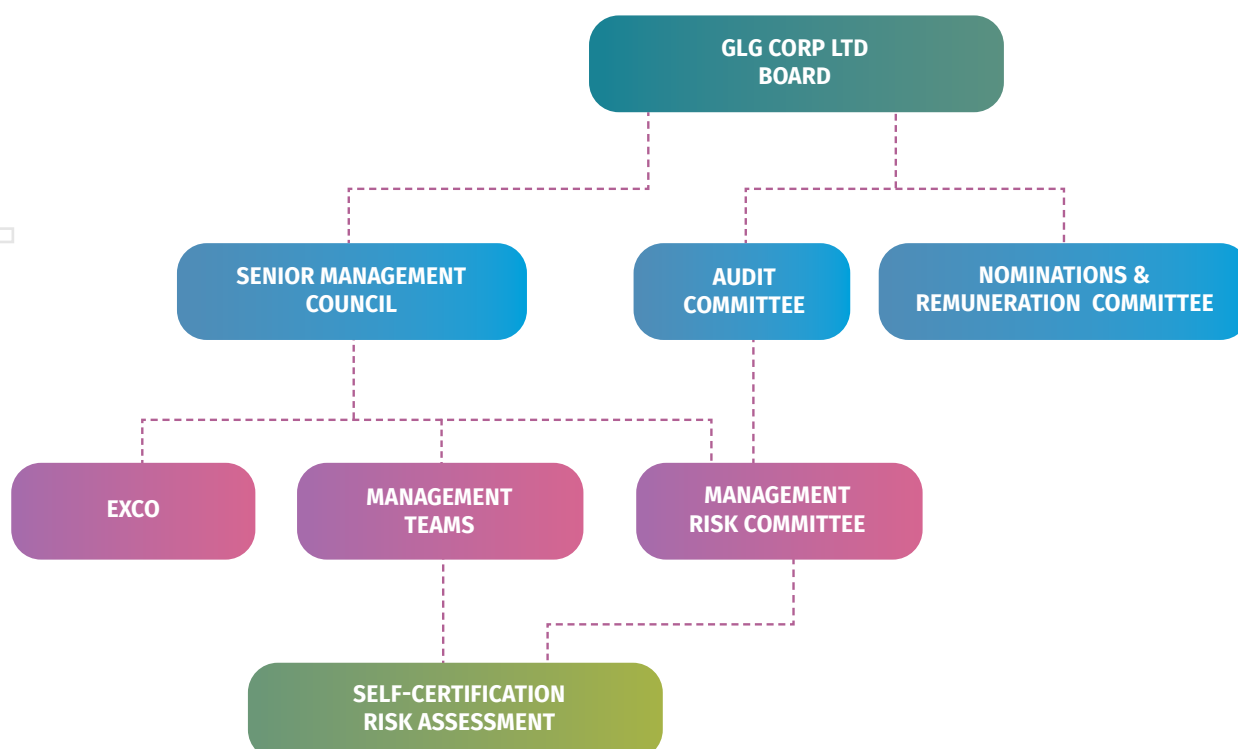 GLG CORP LTD
BOARD
SENIOR MANAGEMENT
COUNCIL
AUDIT
COMMITTEE
NOMINATIONS &
REMUNERATION COMMITTEE
EXCO
MANAGEMENT
TEAMS
MANAGEMENT
RISK COMMITTEE
SELF-CERTIFICATION
RISK ASSESSMENT